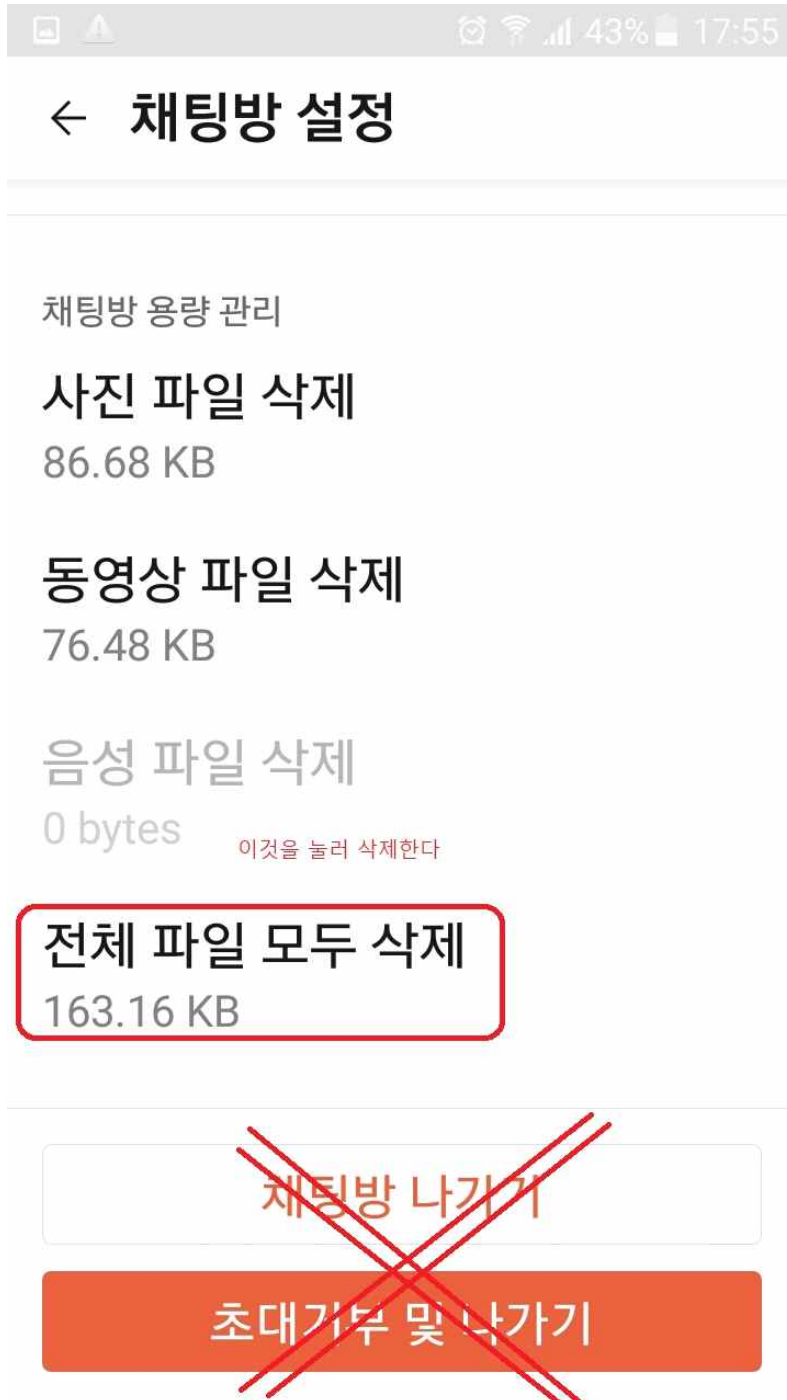 43% 17:55
채팅방 설정
채팅방 용량 관리
사진 파일 삭제
86.68 KB
동영상 파일 삭제
76.48 KB
음성 파일 삭제
0 bytes
이것을 눌러 삭제한다
전체 파일 모두 삭제
163.16 KB
채팅방 나가기
초대거부 및 나가기